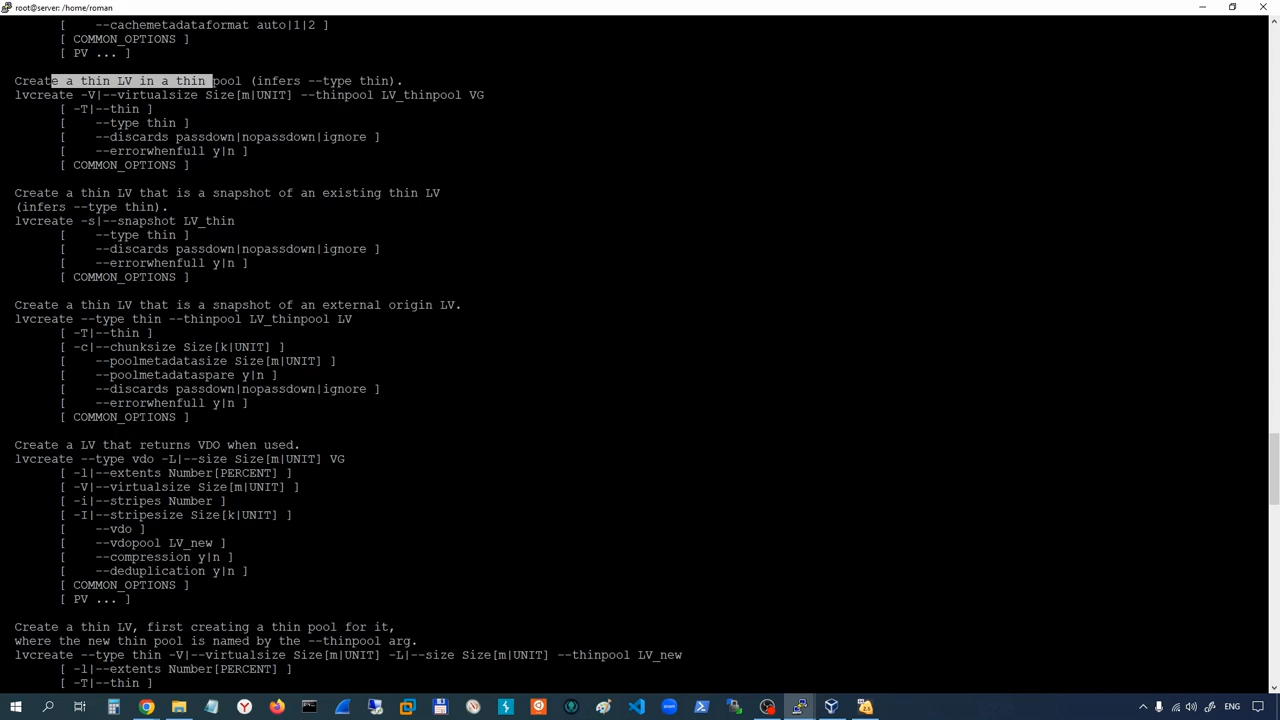 root@server: /home/roman
[    --cachemetadataformat auto|1|2 ]
[ COMMON_OPTIONS ]
[ PV ... ]
Create a thin LV in a thin pool (infers --type thin).
lvcreate -V|--virtualsize Size[m|UNIT] --thinpool LV_thinpool VG
[ -T|--thin ]
[    --type thin ]
[    --discards passdown|nopassdown|ignore ]
[    --errorwhenfull y|n ]
[ COMMON_OPTIONS ]
Create a thin LV that is a snapshot of an existing thin LV
(infers --type thin).
lvcreate -s|--snapshot LV_thin
[    --type thin ]
[    --discards passdown|nopassdown|ignore ]
[    --errorwhenfull y|n ]
[ COMMON_OPTIONS ]
Create a thin LV that is a snapshot of an external origin LV.
lvcreate --type thin --thinpool LV_thinpool LV
[ -T|--thin ]
[ -c|--chunksize Size[k|UNIT] ]
[    --poolmetadatasize Size[m|UNIT] ]
[    --poolmetadataspare y|n ]
[    --discards passdown|nopassdown|ignore ]
[    --errorwhenfull y|n ]
[ COMMON_OPTIONS ]
Create a LV that returns VDO when used.
lvcreate --type vdo -L|--size Size[m|UNIT] VG
[ -l|--extents Number[PERCENT] ]
[ -V|--virtualsize Size[m|UNIT] ]
[ -i|--stripes Number ]
[ -I|--stripesize Size[k|UNIT] ]
[    --vdo ]
[    --vdopool LV_new ]
[    --compression y|n ]
[    --deduplication y|n ]
[ COMMON_OPTIONS ]
[ PV ... ]
Create a thin LV, first creating a thin pool for it,
where the new thin pool is named by the --thinpool arg.
lvcreate --type thin -V|--virtualsize Size[m|UNIT] -L|--size Size[m|UNIT] --thinpool LV_new
[ -l|--extents Number[PERCENT] ]
[ -T|--thin ]
ENG